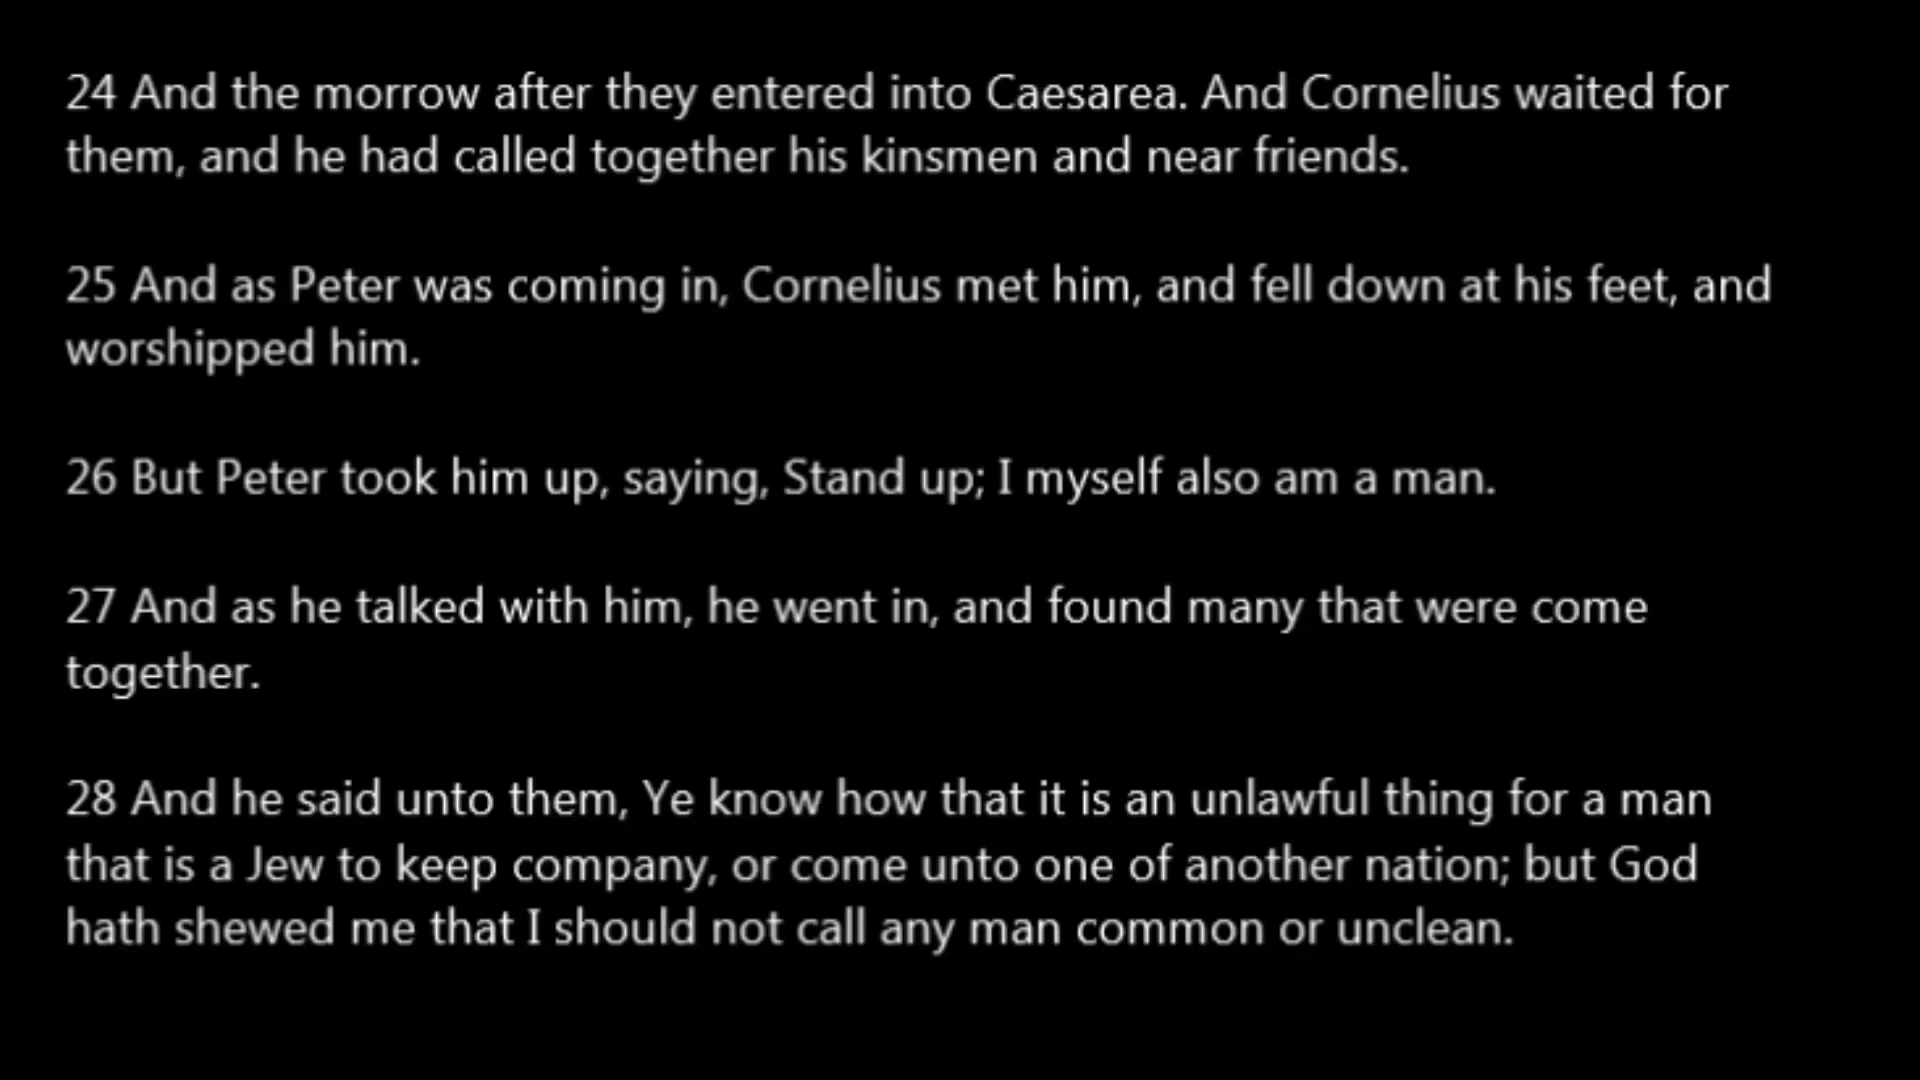 24 And the morrow after they entered into Caesarea. And Cornelius waited for
them, and he had called together his kinsmen and near friends.
25 And as Peter was coming in, Cornelius met him, and fell down at his feet, and
worshipped him.
26 But Peter took him up, saying, Stand up; I myself also am a man.
27 And as he talked with him, he went in, and found many that were come
together.
28 And he said unto them, Ye know how that it is an unlawful thing for a man
that is a Jew to keep company, or come unto one of another nation; but God
hath shewed me that I should not call any man common or unclean.